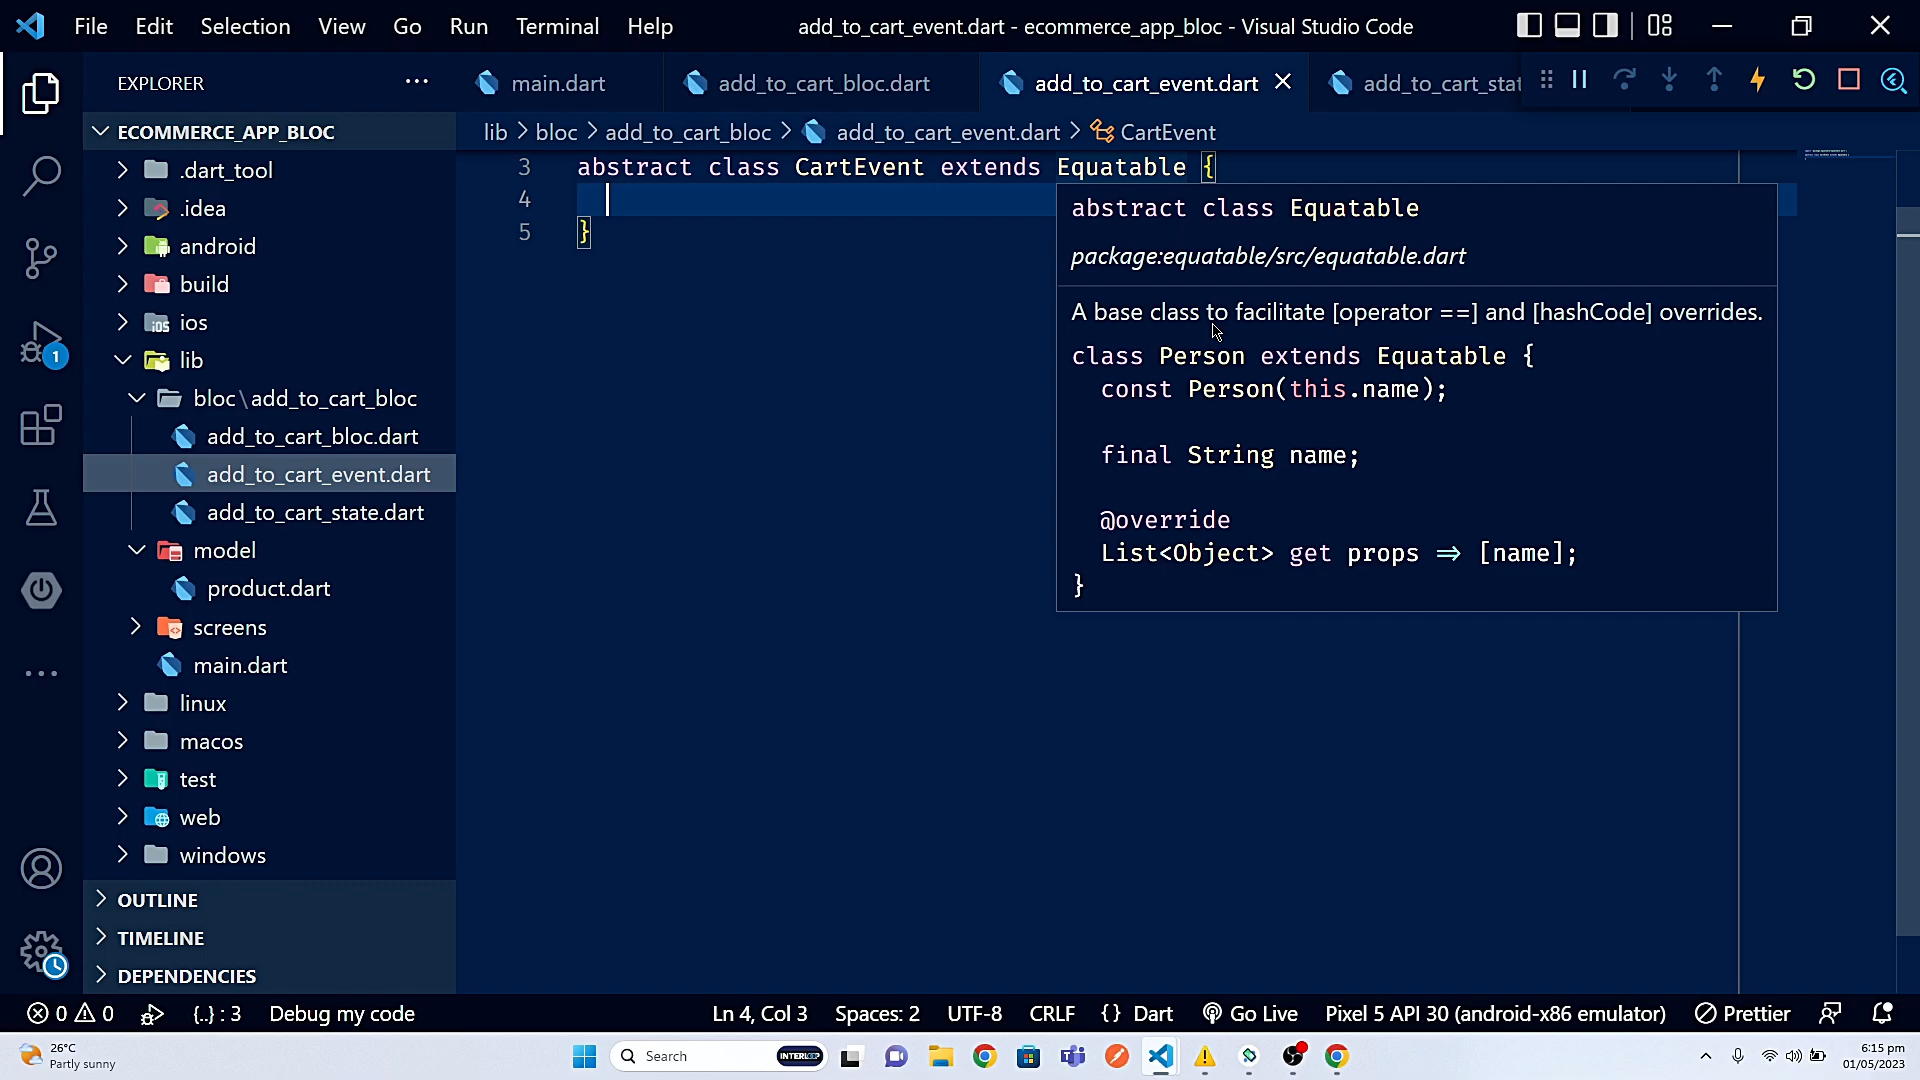 File Edit Selection View Go Run Terminal Help
add_to_cart_event.dart - ecommerce_app_bloc - Visual Studio Code
EXPLORER
main.dart
add_to_cart_bloc.dart
add_to_cart_event.dart
add_to_cart_stat
ECOMMERCE_APP_BLOC
lib > bloc > add_to_cart_bloc > add_to_cart_event.dart > CartEvent
.dart_tool
.idea
android
build
ios
lib
bloc\add_to_cart_bloc
add_to_cart_bloc.dart
add_to_cart_event.dart
add_to_cart_state.dart
model
product.dart
screens
main.dart
linux
macos
test
web
windows
OUTLINE
TIMELINE
DEPENDENCIES
3 abstract class CartEvent extends Equatable {
4
5 }
abstract class Equatable
package:equatable/src/equatable.dart
A base class to facilitate [operator ==] and [hashCode] overrides.
class Person extends Equatable {
const Person(this.name);
final String name;
@override
List<Object> get props => [name];
}
1
0 0 {..} : 3 Debug my code Ln 4, Col 3 Spaces: 2 UTF-8 CRLF {} Dart Go Live Pixel 5 API 30 (android-x86 emulator) Prettier
26°C
Partly sunny
Search
INTERLOOP
6:15 pm
01/05/2023